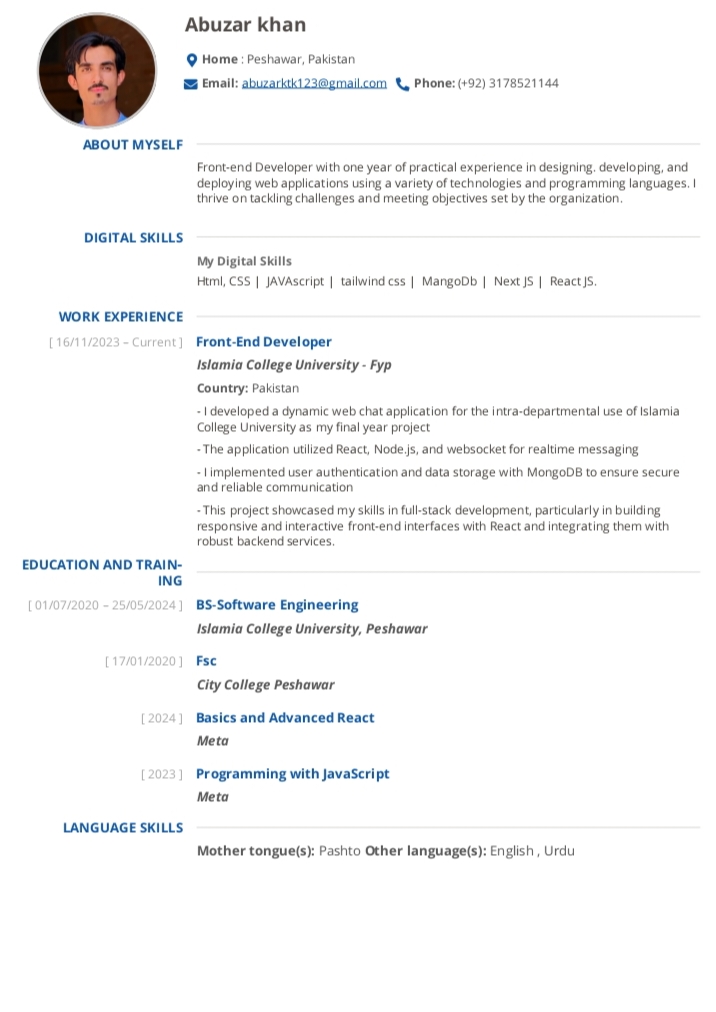 Abuzar khan
Home : Peshawar, Pakistan
Email: abuzarktk123@gmail.com Phone: (+92) 3178521144
ABOUT MYSELF
Front-end Developer with one year of practical experience in designing. developing, and
deploying web applications using a variety of technologies and programming languages. I
thrive on tackling challenges and meeting objectives set by the organization.
DIGITAL SKILLS
My Digital Skills
Html, CSS | JAVAscript | tailwind css | MangoDb | Next JS | React JS.
WORK EXPERIENCE
[ 16/11/2023 – Current ] Front-End Developer
Islamia College University - Fyp
Country: Pakistan
- I developed a dynamic web chat application for the intra-departmental use of Islamia
College University as my final year project
- The application utilized React, Node.js, and websocket for realtime messaging
- I implemented user authentication and data storage with MongoDB to ensure secure
and reliable communication
- This project showcased my skills in full-stack development, particularly in building
responsive and interactive front-end interfaces with React and integrating them with
robust backend services.
EDUCATION AND TRAIN-
ING
[ 01/07/2020 – 25/05/2024 ] BS-Software Engineering
Islamia College University, Peshawar
[ 17/01/2020 ] Fsc
City College Peshawar
[ 2024 ] Basics and Advanced React
Meta
[ 2023 ] Programming with JavaScript
Meta
LANGUAGE SKILLS
Mother tongue(s): Pashto Other language(s): English , Urdu